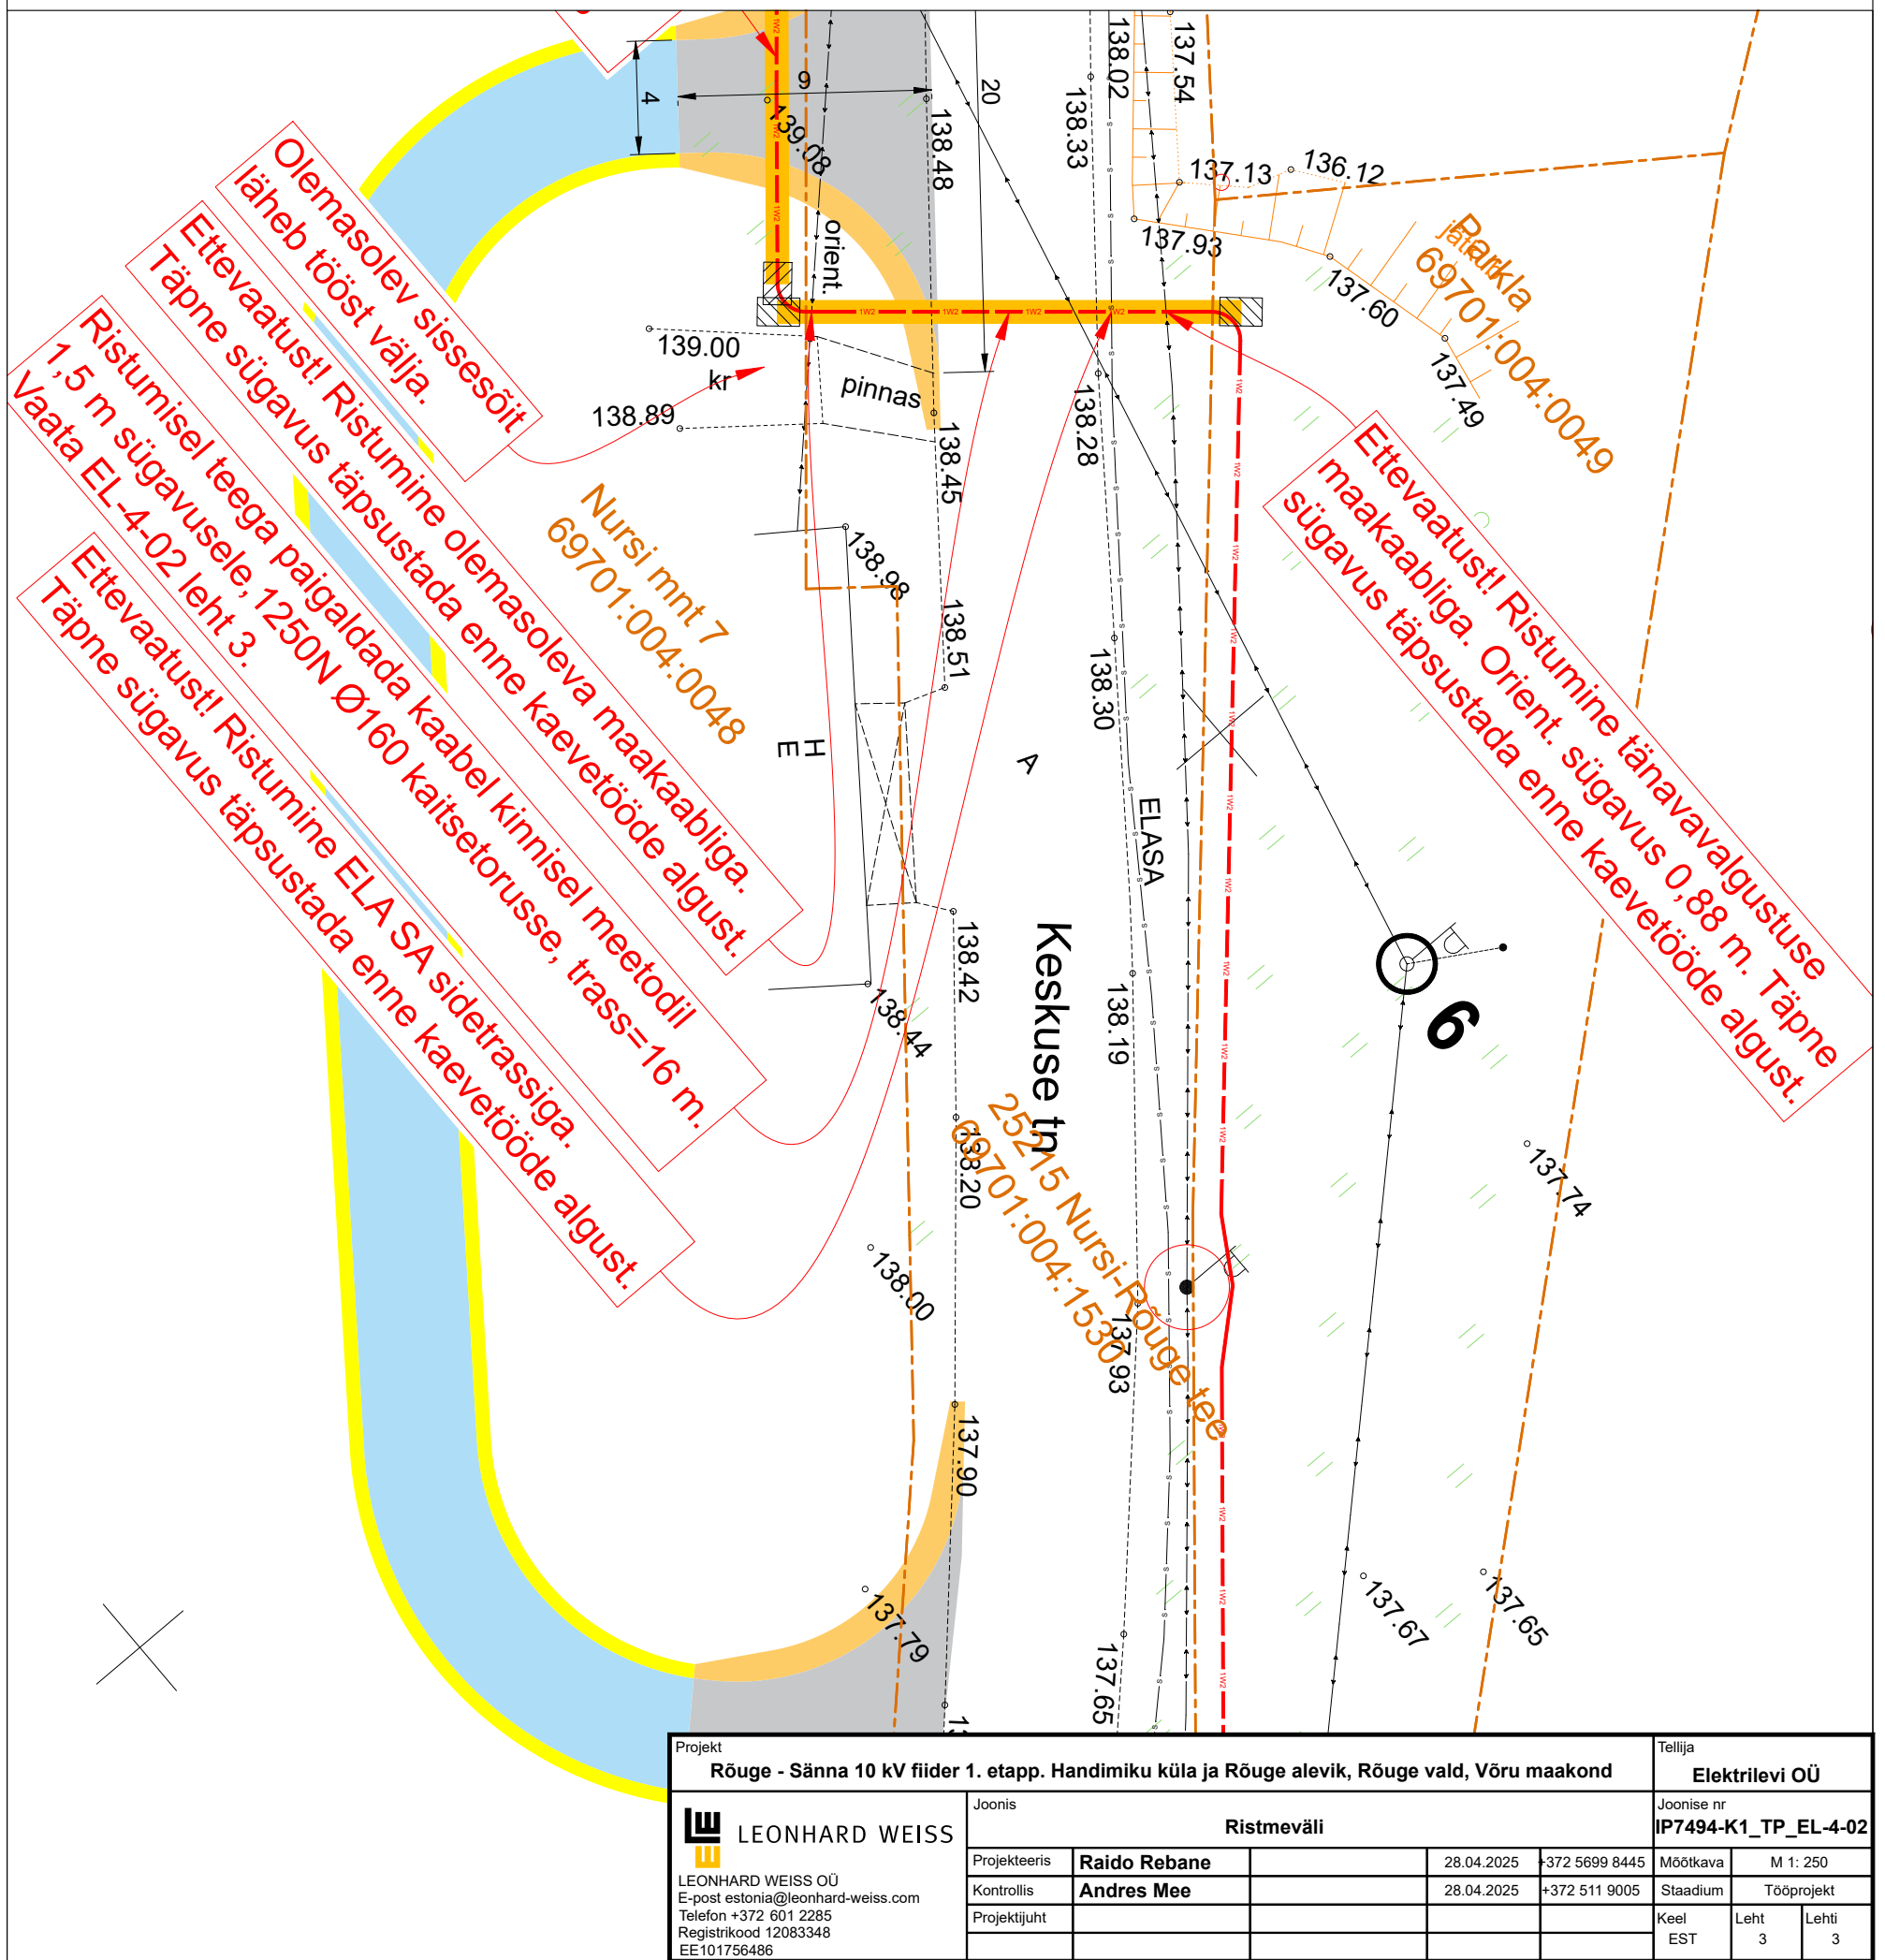 4
9
20
139.08
138.48
orient.
138.33
138.02
137.54
137.13
136.12
137.93
137.60
137.49
Parkla
jätkub
69701:004:0049
Olemasolev sissesõit
läheb tööst välja.
Ettevaatust! Ristumine olemasoleva maakaabliga.
Täpne sügavus täpsustada enne kaevetööde algust.
Ristumisel teega paigaldada kaabel kinnisel meetodil
1,5 m sügavusele, 1250N Ø160 kaitsetorusse, trass=16 m.
Vaata EL-4-02 leht 3.
Ettevaatust! Ristumine ELA SA sidetrassiga.
Täpne sügavus täpsustada enne kaevetööde algust.
Ettevaatust! Ristumine tänavavalgustuse
maakaabliga. Orient. sügavus 0,88 m. Täpne
sügavus täpsustada enne kaevetööde algust.
1W2
139.00
kr
138.89
pinnas
138.45
138.28
Nursi mnt 7
69701:004:0048
138.98
138.51
138.30
H
E
A
ELASA
138.42
138.44
Keskuse tn
138.19
6
138.20
25215 Nursi-Rõuge tee
69701:004:1530
138.00
137.93
137.74
137.90
137.79
137.67
137.65
137.65
Projekt
Rõuge - Sänna 10 kV fiider 1. etapp. Handimiku küla ja Rõuge alevik, Rõuge vald, Võru maakond
Tellija
Elektrilevi OÜ
LEONHARD WEISS
LEONHARD WEISS OÜ
E-post estonia@leonhard-weiss.com
Telefon +372 601 2285
Registrikood 12083348
EE101756486
Joonis
Ristmeväli
Joonise nr
IP7494-K1_TP_EL-4-02
Projekteeris Raido Rebane 28.04.2025 +372 5699 8445
Mõõtkava M 1: 250
Kontrollis Andres Mee 28.04.2025 +372 511 9005
Staadium Tööprojekt
Projektijuht
Keel Leht Lehti
EST 3 3